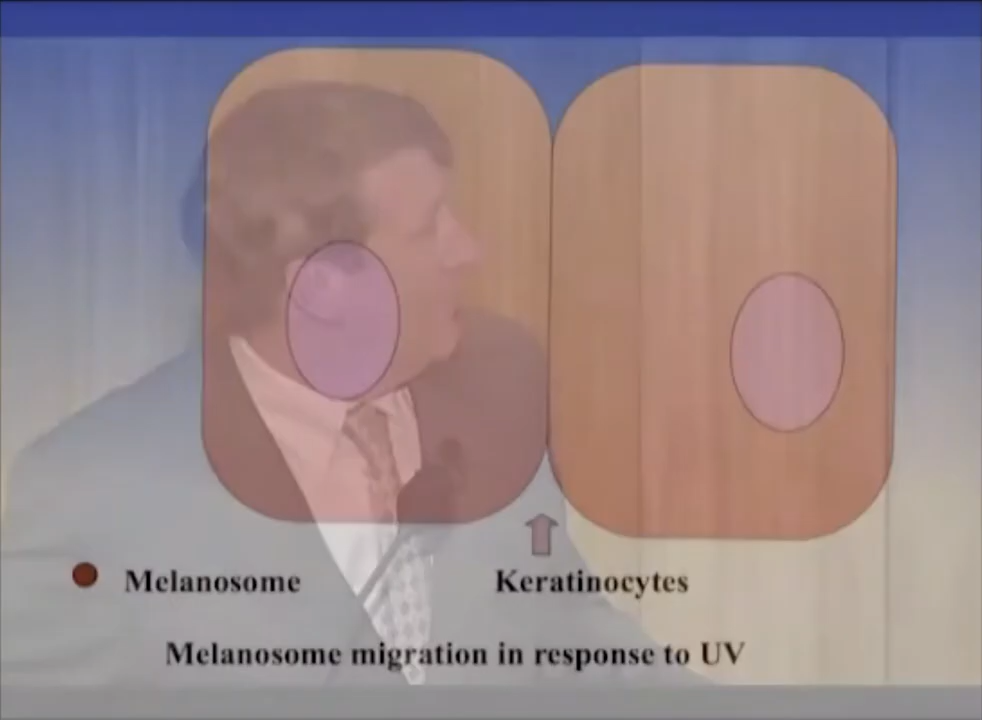 Melanosome
Keratinocytes
Melanosome migration in response to UV